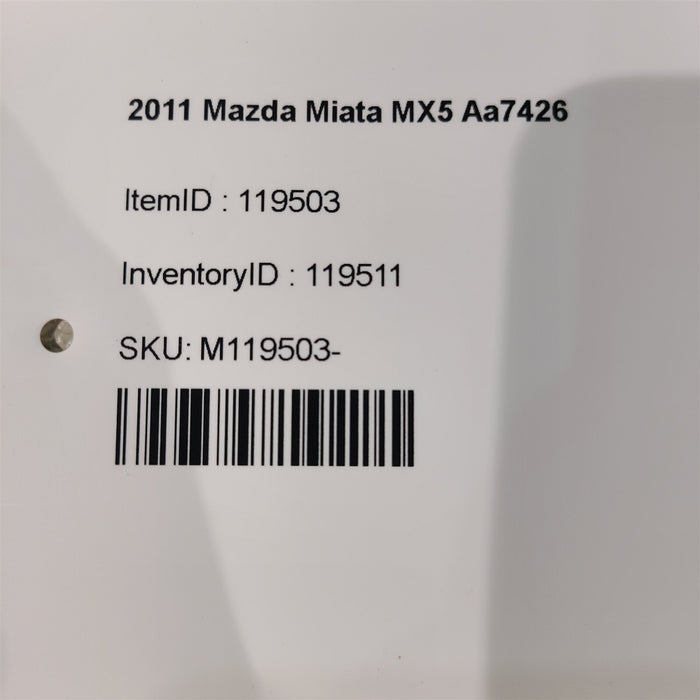 2011 Mazda Miata MX5 Aa7426
ItemID : 119503
InventoryID : 119511
SKU: M119503-